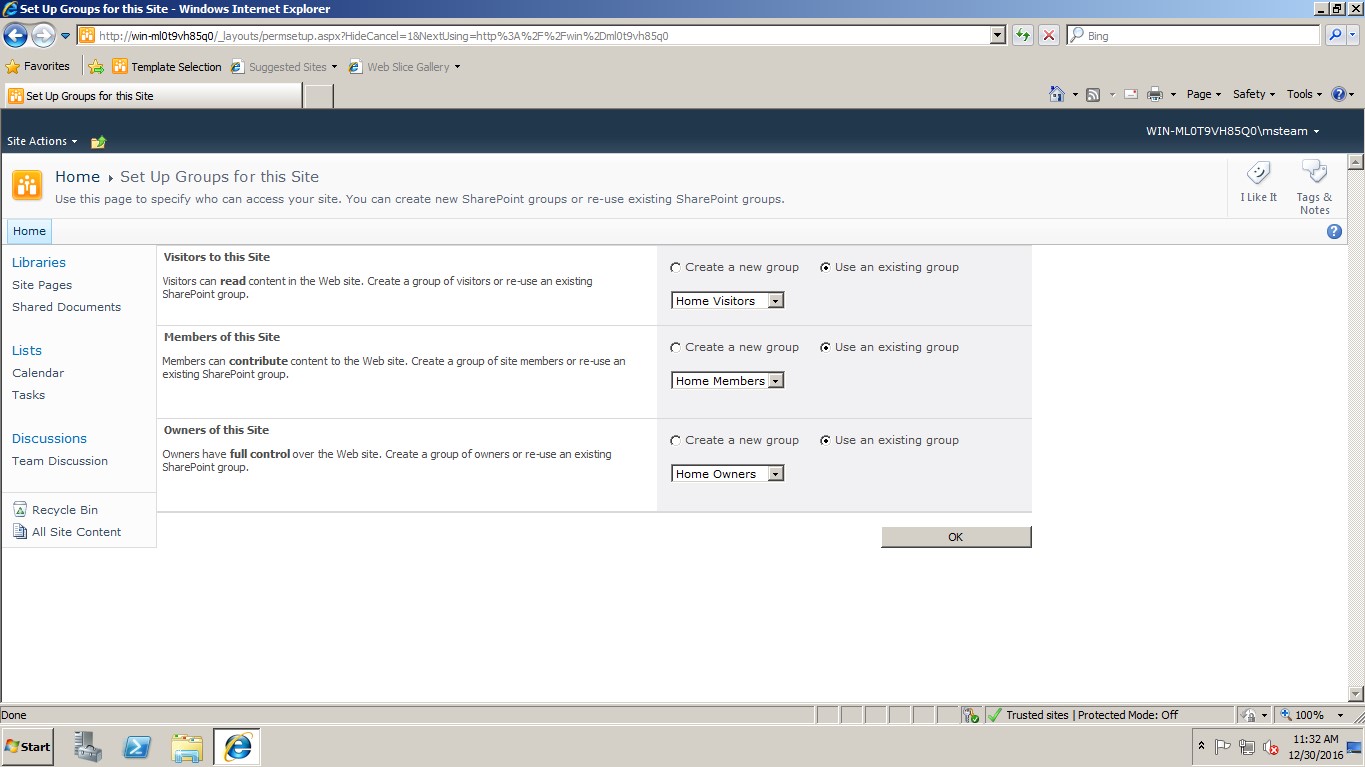 Set Up Groups for this Site - Windows Internet Explorer
http://win-ml0t9vh85q0/_layouts/permsetup.aspx?HideCancel=1&NextUsing=http%3A%2F%2Fwin%2Dml0t9vh85q0
Bing
Favorites Template Selection Suggested Sites Web Slice Gallery
Set Up Groups for this Site
Page Safety Tools
WIN-ML0T9VH85Q0\msteam
Site Actions
Home Set Up Groups for this Site
Use this page to specify who can access your site. You can create new SharePoint groups or re-use existing SharePoint groups.
I Like It
Tags &
Notes
Home
Libraries
Site Pages
Shared Documents
Lists
Calendar
Tasks
Discussions
Team Discussion
Recycle Bin
All Site Content
Visitors to this Site
Visitors can read content in the Web site. Create a group of visitors or re-use an existing
SharePoint group.
Create a new group Use an existing group
Home Visitors
Members of this Site
Members can contribute content to the Web site. Create a group of site members or re-use an
existing SharePoint group.
Create a new group Use an existing group
Home Members
Owners of this Site
Owners have full control over the Web site. Create a group of owners or re-use an existing
SharePoint group.
Create a new group Use an existing group
Home Owners
OK
Done
Trusted sites | Protected Mode: Off
100%
Start
11:32 AM
12/30/2016